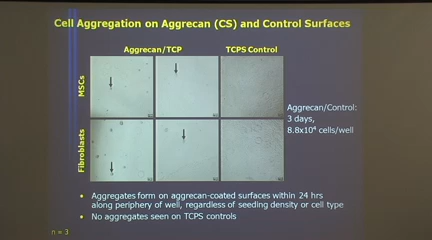 Cell Aggregation on Aggrecan (CS) and Control Surfaces
Aggrecan/TCP
TCPS Control
MSCs
Fibroblasts
Aggrecan/Control:
3 days,
8.8x10⁴ cells/well
• Aggregates form on aggrecan-coated surfaces within 24 hrs
along periphery of well, regardless of seeding density or cell type
• No aggregates seen on TCPS controls
n = 3